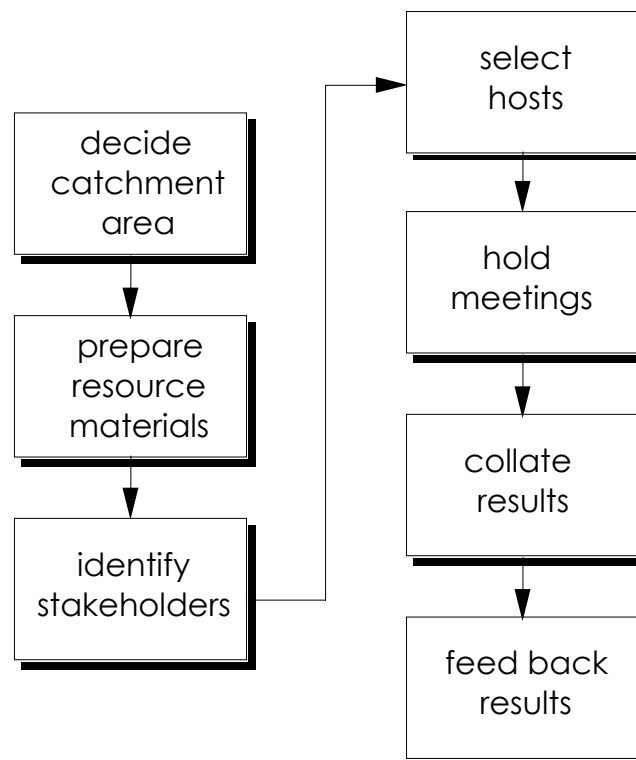 decide
catchment
area
prepare
resource
materials
identify
stakeholders
select
hosts
hold
meetings
collate
results
feed back
results